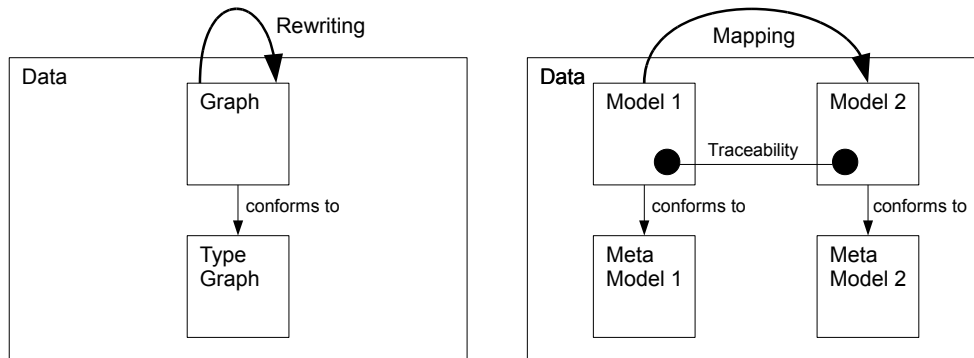 Rewriting
Data
Graph
conforms to
Type
Graph
Mapping
Data
Model 1
Model 2
Traceability
conforms to
conforms to
Meta
Model 1
Meta
Model 2